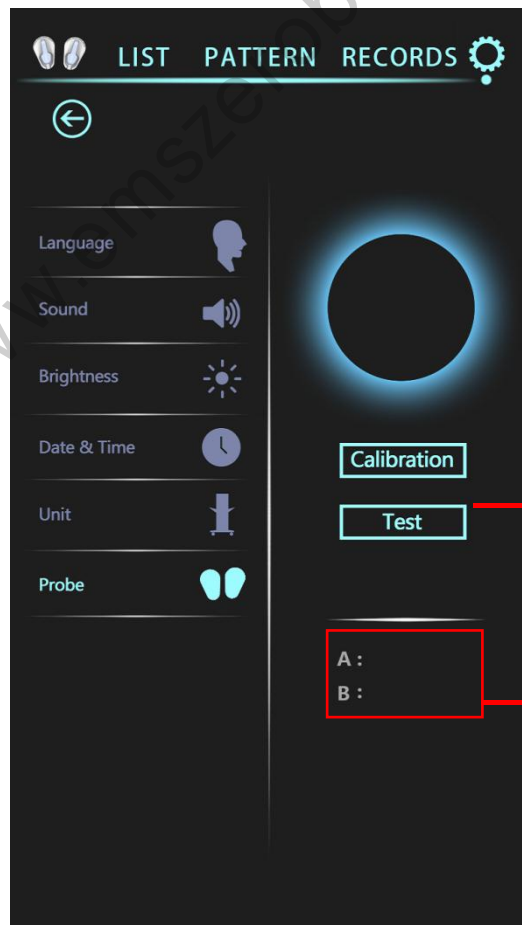 LIST PATTERN RECORDS
Language
Sound
Brightness
Date & Time
Unit
Probe
Calibration
Test
A :
B :